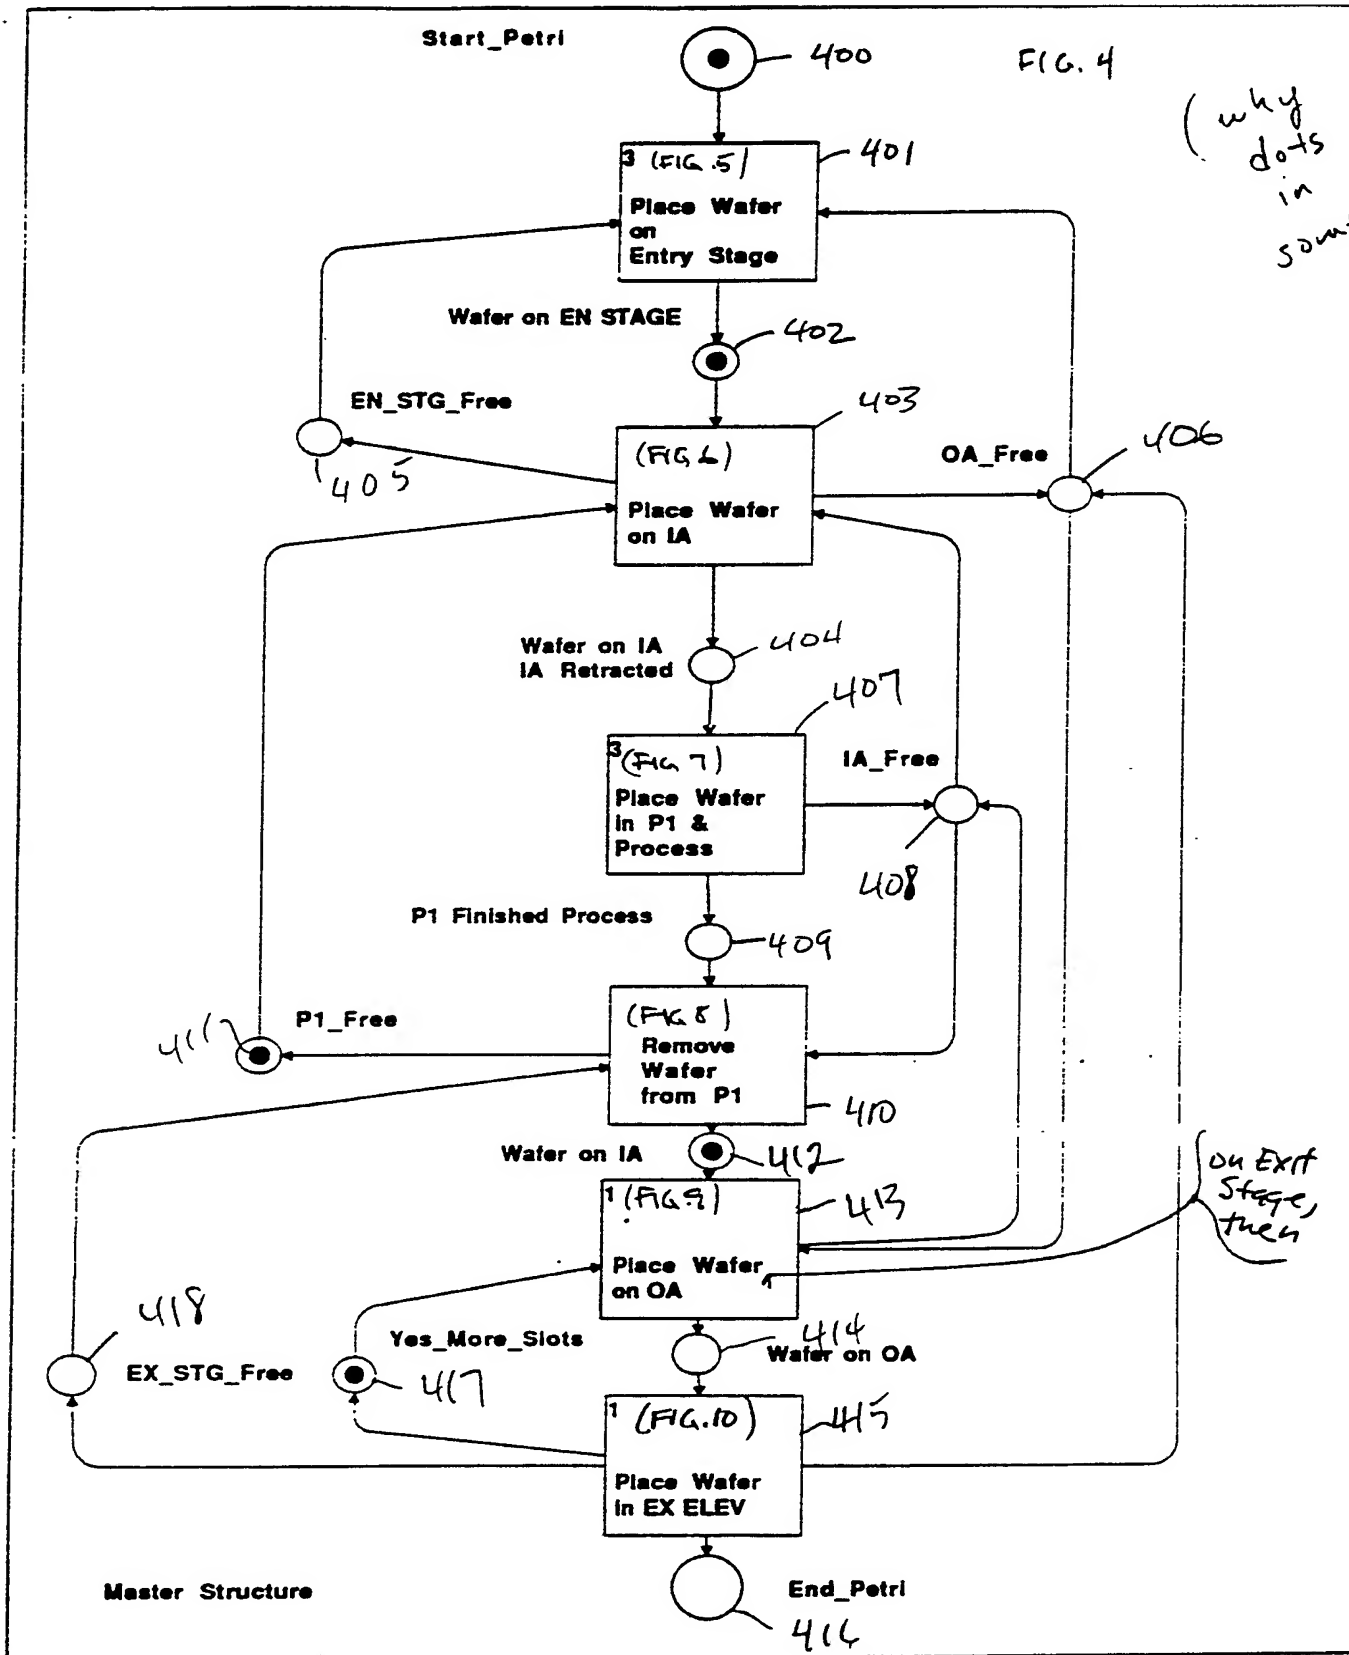 Start_Petri
400
FIG. 4
(why
dots
in
401
3 (FIG. 5)
Place Wafer
on
Entry Stage
Wafer on EN STAGE
402
EN_STG_Free
405
403
(FIG 6)
Place Wafer
on IA
OA_Free
406
Wafer on IA
IA Retracted
404
407
3 (FIG 7)
Place Wafer
in P1 &
Process
IA_Free
408
P1 Finished Process
409
P1_Free
411
(FIG 8)
Remove
Wafer
from P1
410
Wafer on IA
412
1 (FIG. 9)
413
Place Wafer
on OA
on Exit
Stage,
then
418
EX_STG_Free
Yes_More_Slots
417
414
Wafer on OA
1 (FIG. 10)
415
Place Wafer
in EX ELEV
Master Structure
End_Petri
416